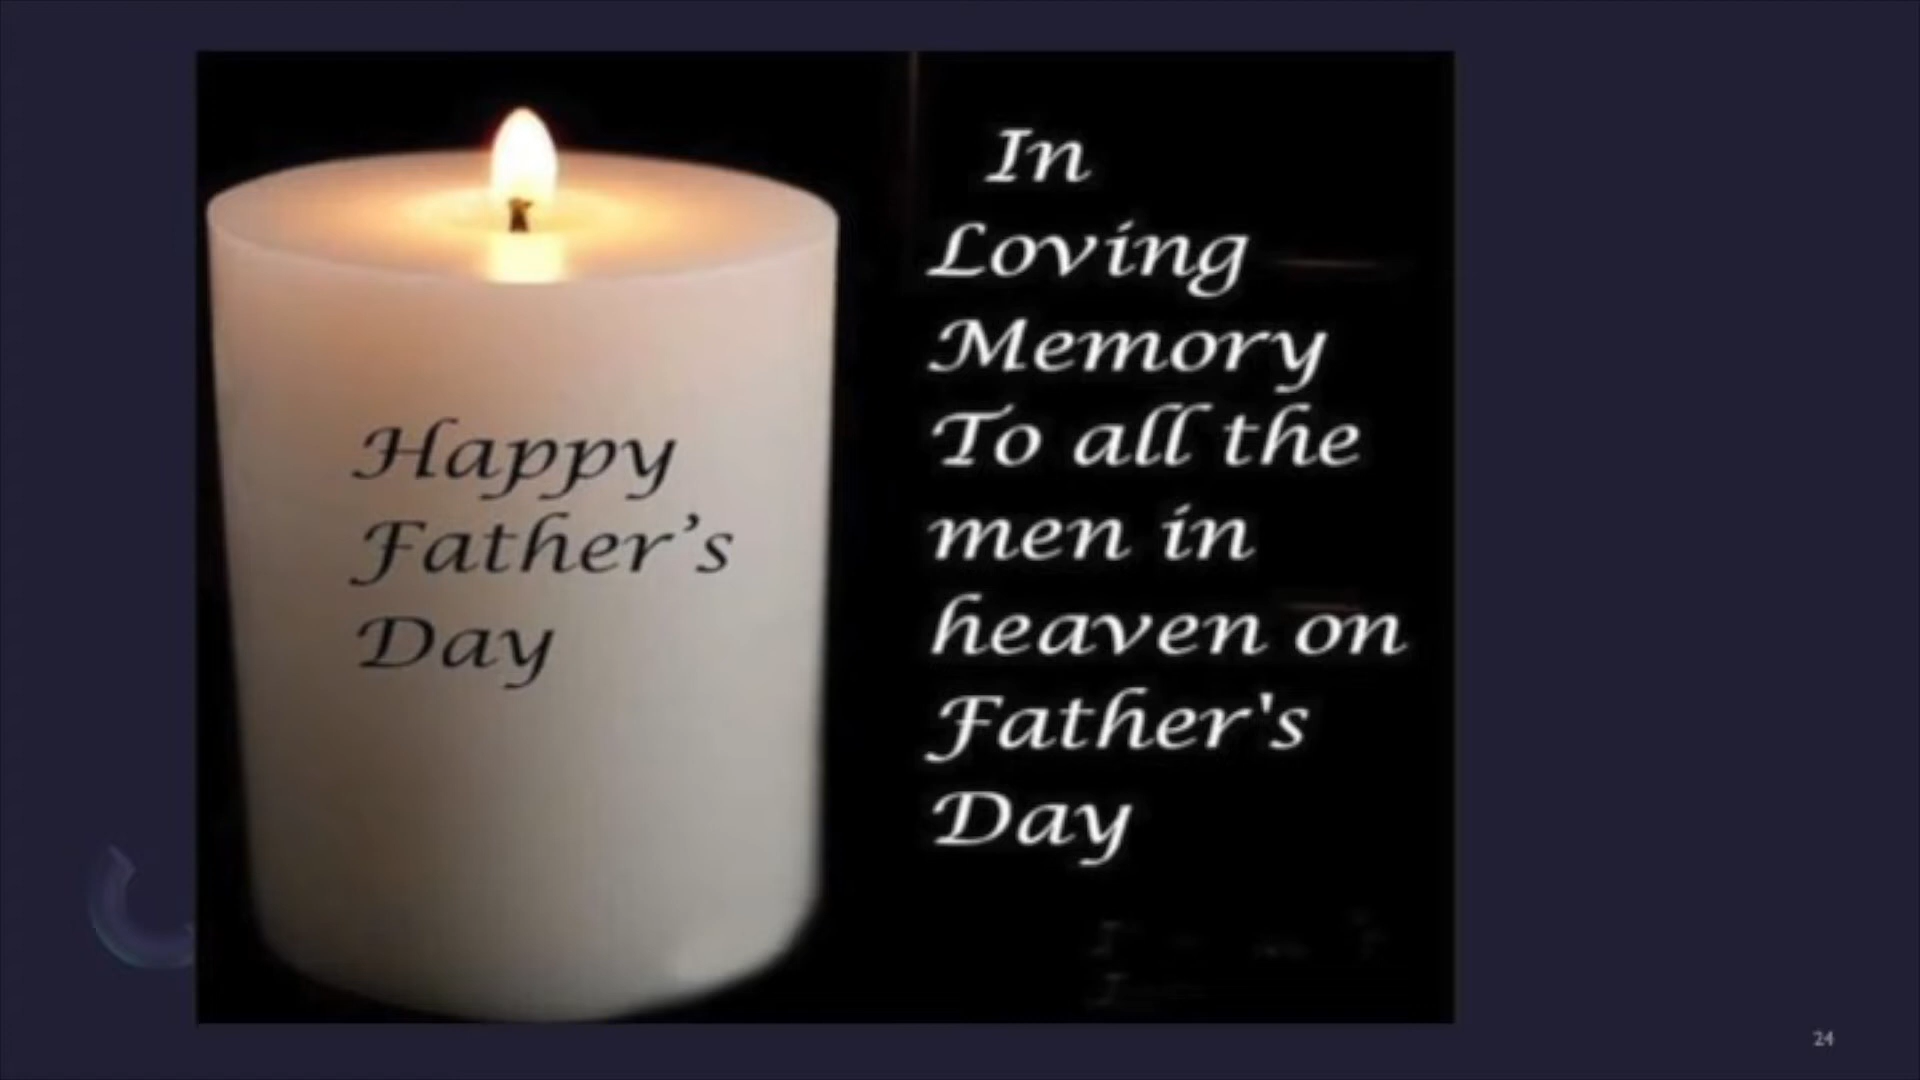 Happy
Father’s
Day
In
Loving
Memory
To all the
men in
heaven on
Father's
Day
24